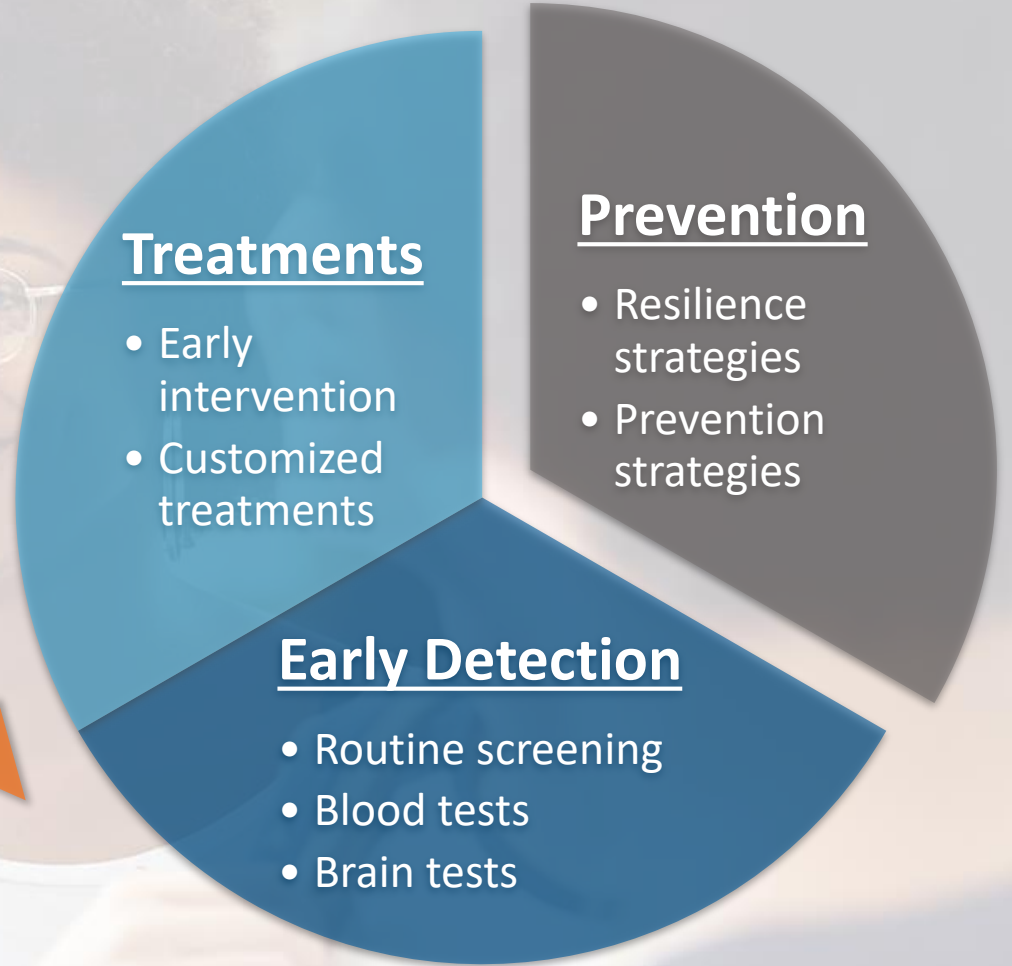 Treatments
• Early
intervention
• Customized
treatments
Prevention
• Resilience
strategies
• Prevention
strategies
Early Detection
• Routine screening
• Blood tests
• Brain tests